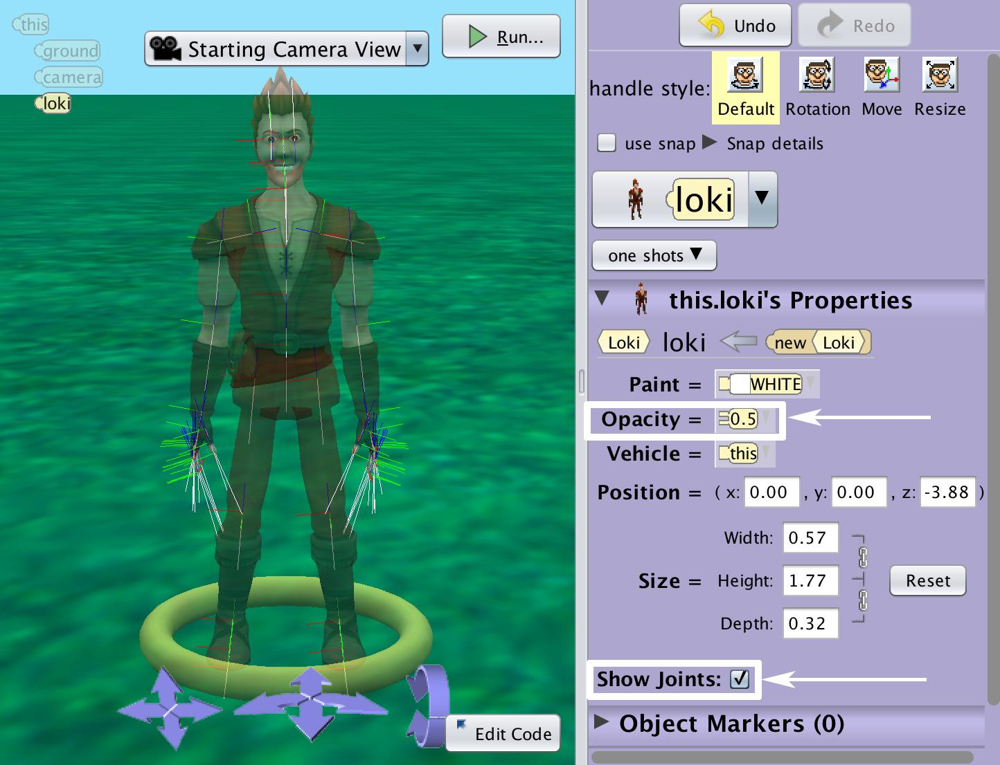 this
ground
camera
loki
Starting Camera View
Run...
Undo
Redo
handle style:
Default
Rotation
Move
Resize
use snap
Snap details
loki
one shots
this.loki's Properties
Loki loki new Loki
Paint = WHITE
Opacity = 0.5
Vehicle = this
Position = ( x: 0.00 , y: 0.00 , z: -3.88 )
Width: 0.57
Size = Height: 1.77 Reset
Depth: 0.32
Show Joints:
Object Markers (0)
Edit Code